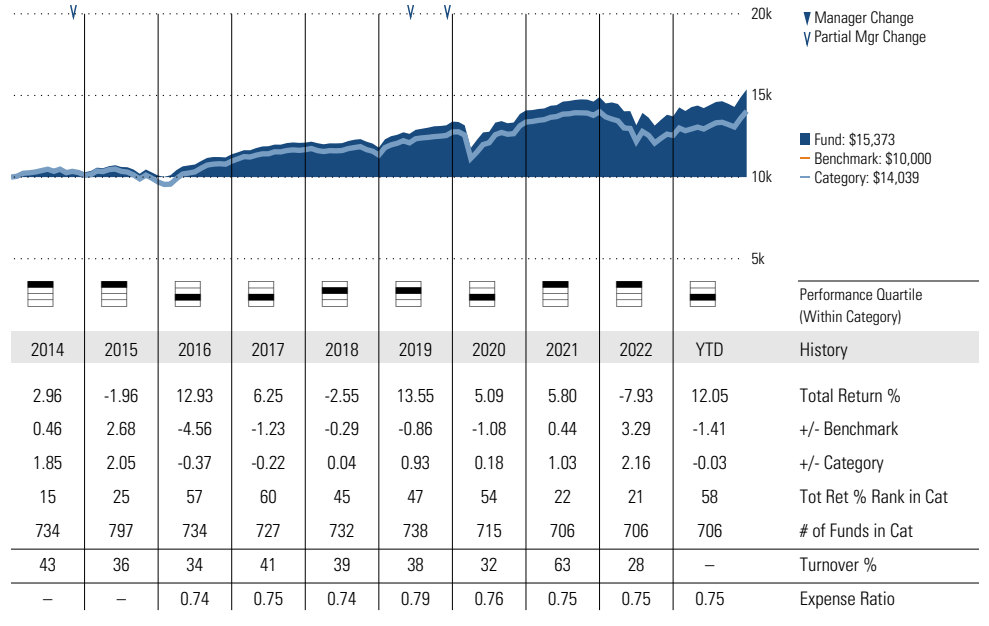 20k
▼ Manager Change
V Partial Mgr Change
15k
Fund: $15,373
Benchmark: $10,000
10k
Category: $14,039
5k
Performance Quartile
(Within Category)
2014 2015 2016 2017 2018 2019 2020 2021 2022 YTD History
2.96 -1.96 12.93 6.25 -2.55 13.55 5.09 5.80 -7.93 12.05 Total Return %
0.46 2.68 -4.56 -1.23 -0.29 -0.86 -1.08 0.44 3.29 -1.41 +/- Benchmark
1.85 2.05 -0.37 -0.22 0.04 0.93 0.18 1.03 2.16 -0.03 +/- Category
15 25 57 60 45 47 54 22 21 58 Tot Ret % Rank in Cat
734 797 734 727 732 738 715 706 706 706 # of Funds in Cat
43 36 34 41 39 38 32 63 28 – Turnover %
– – 0.74 0.75 0.74 0.79 0.76 0.75 0.75 0.75 Expense Ratio